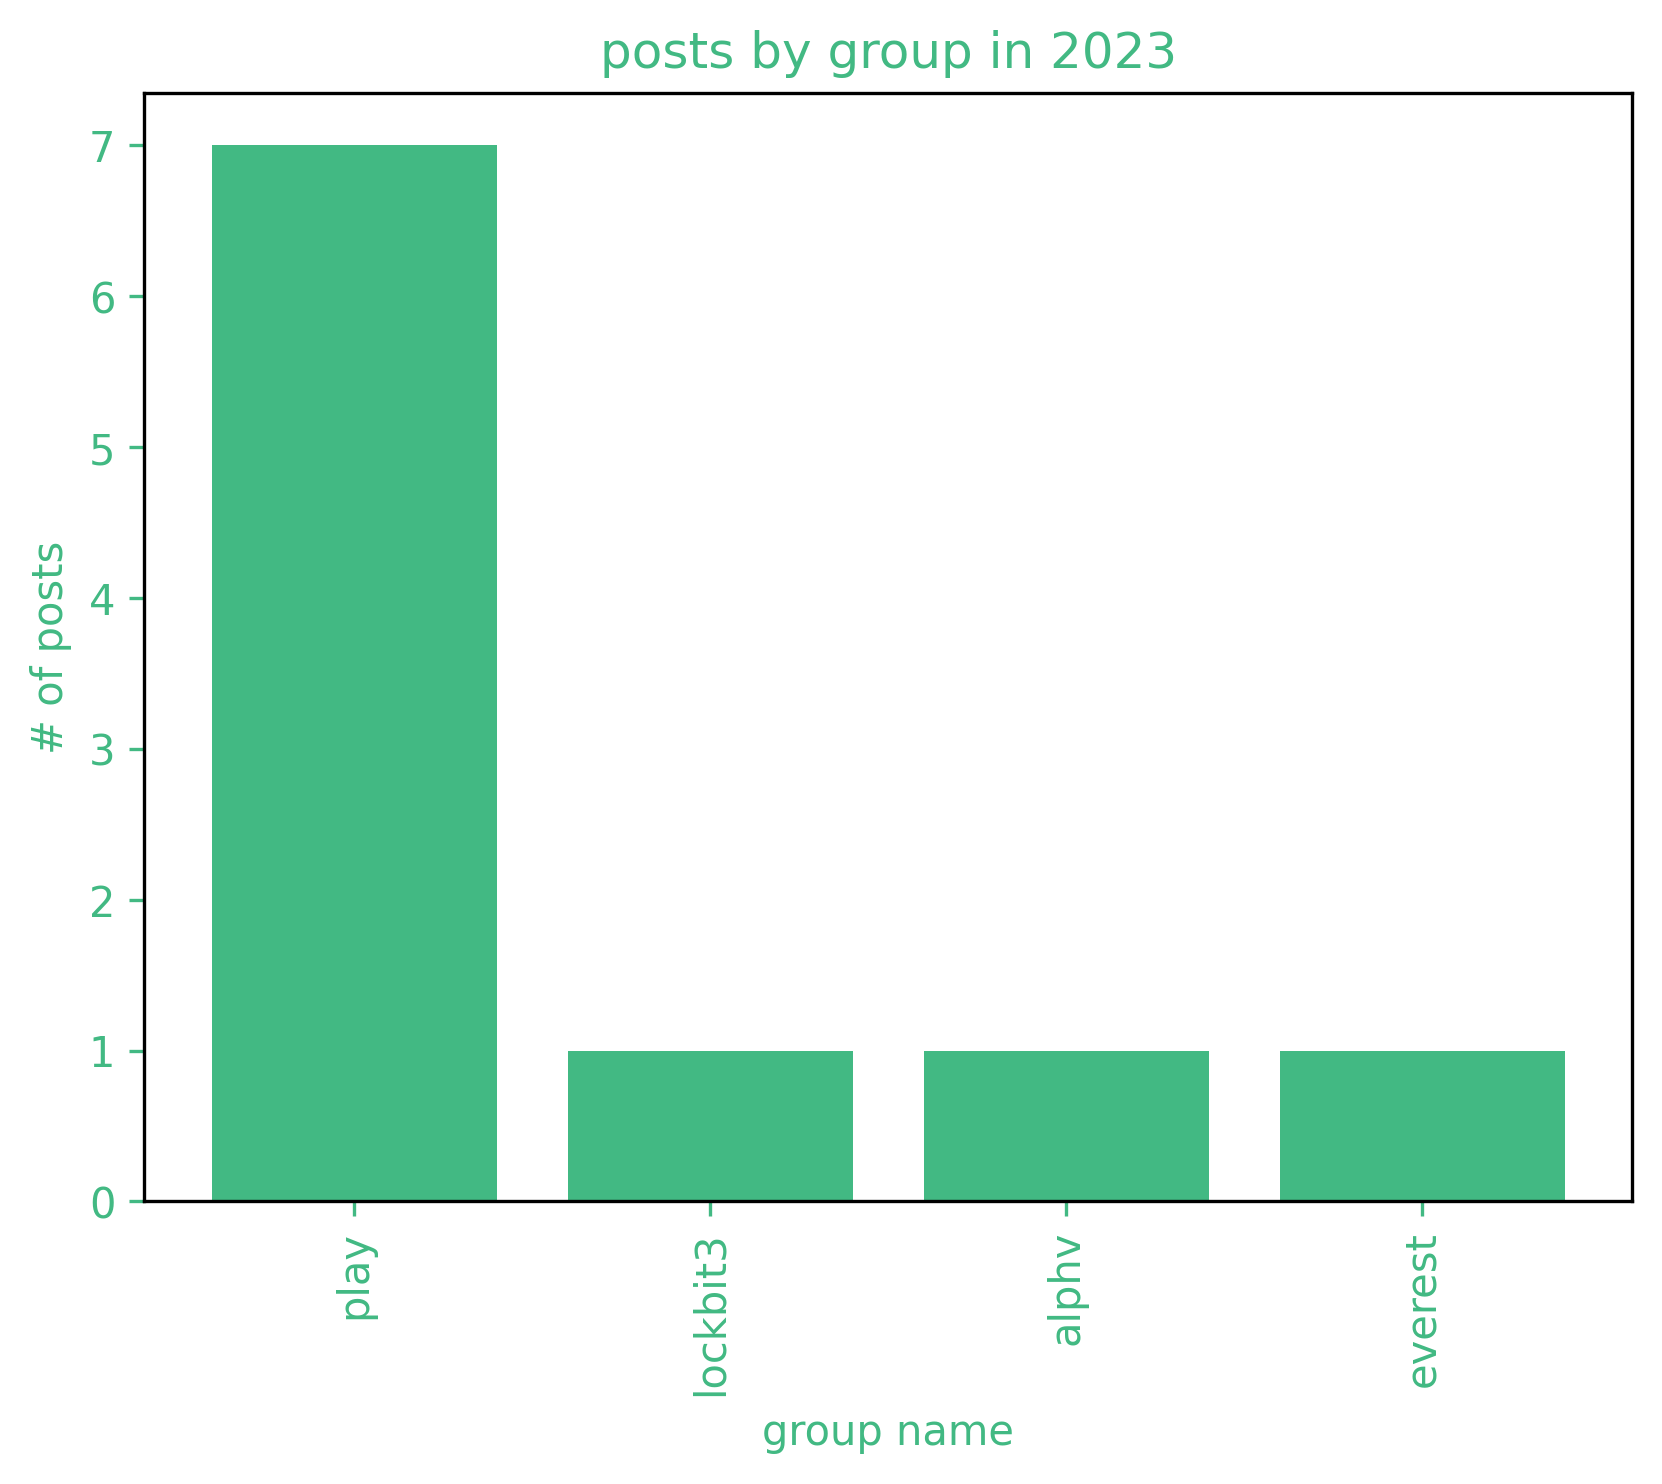 posts by group in 2023
# of posts
7
6
5
4
3
2
1
0
play
lockbit3
alphv
everest
group name